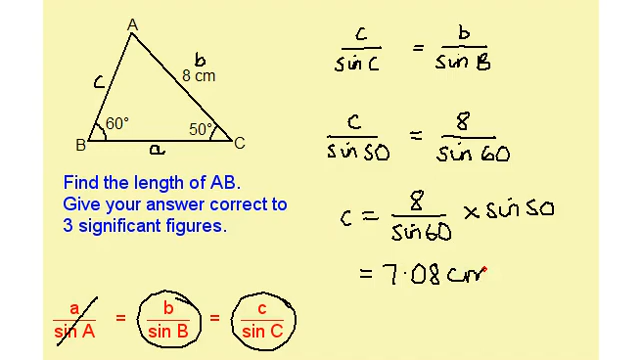 A
c
b
8 cm
60°
50°
B
a
C
Find the length of AB.
Give your answer correct to
3 significant figures.
a/sin A = b/sin B = c/sin C
c/sin C = b/sin B
c/sin 50 = 8/sin 60
c = 8/sin 60 × sin 50
= 7.08 cm